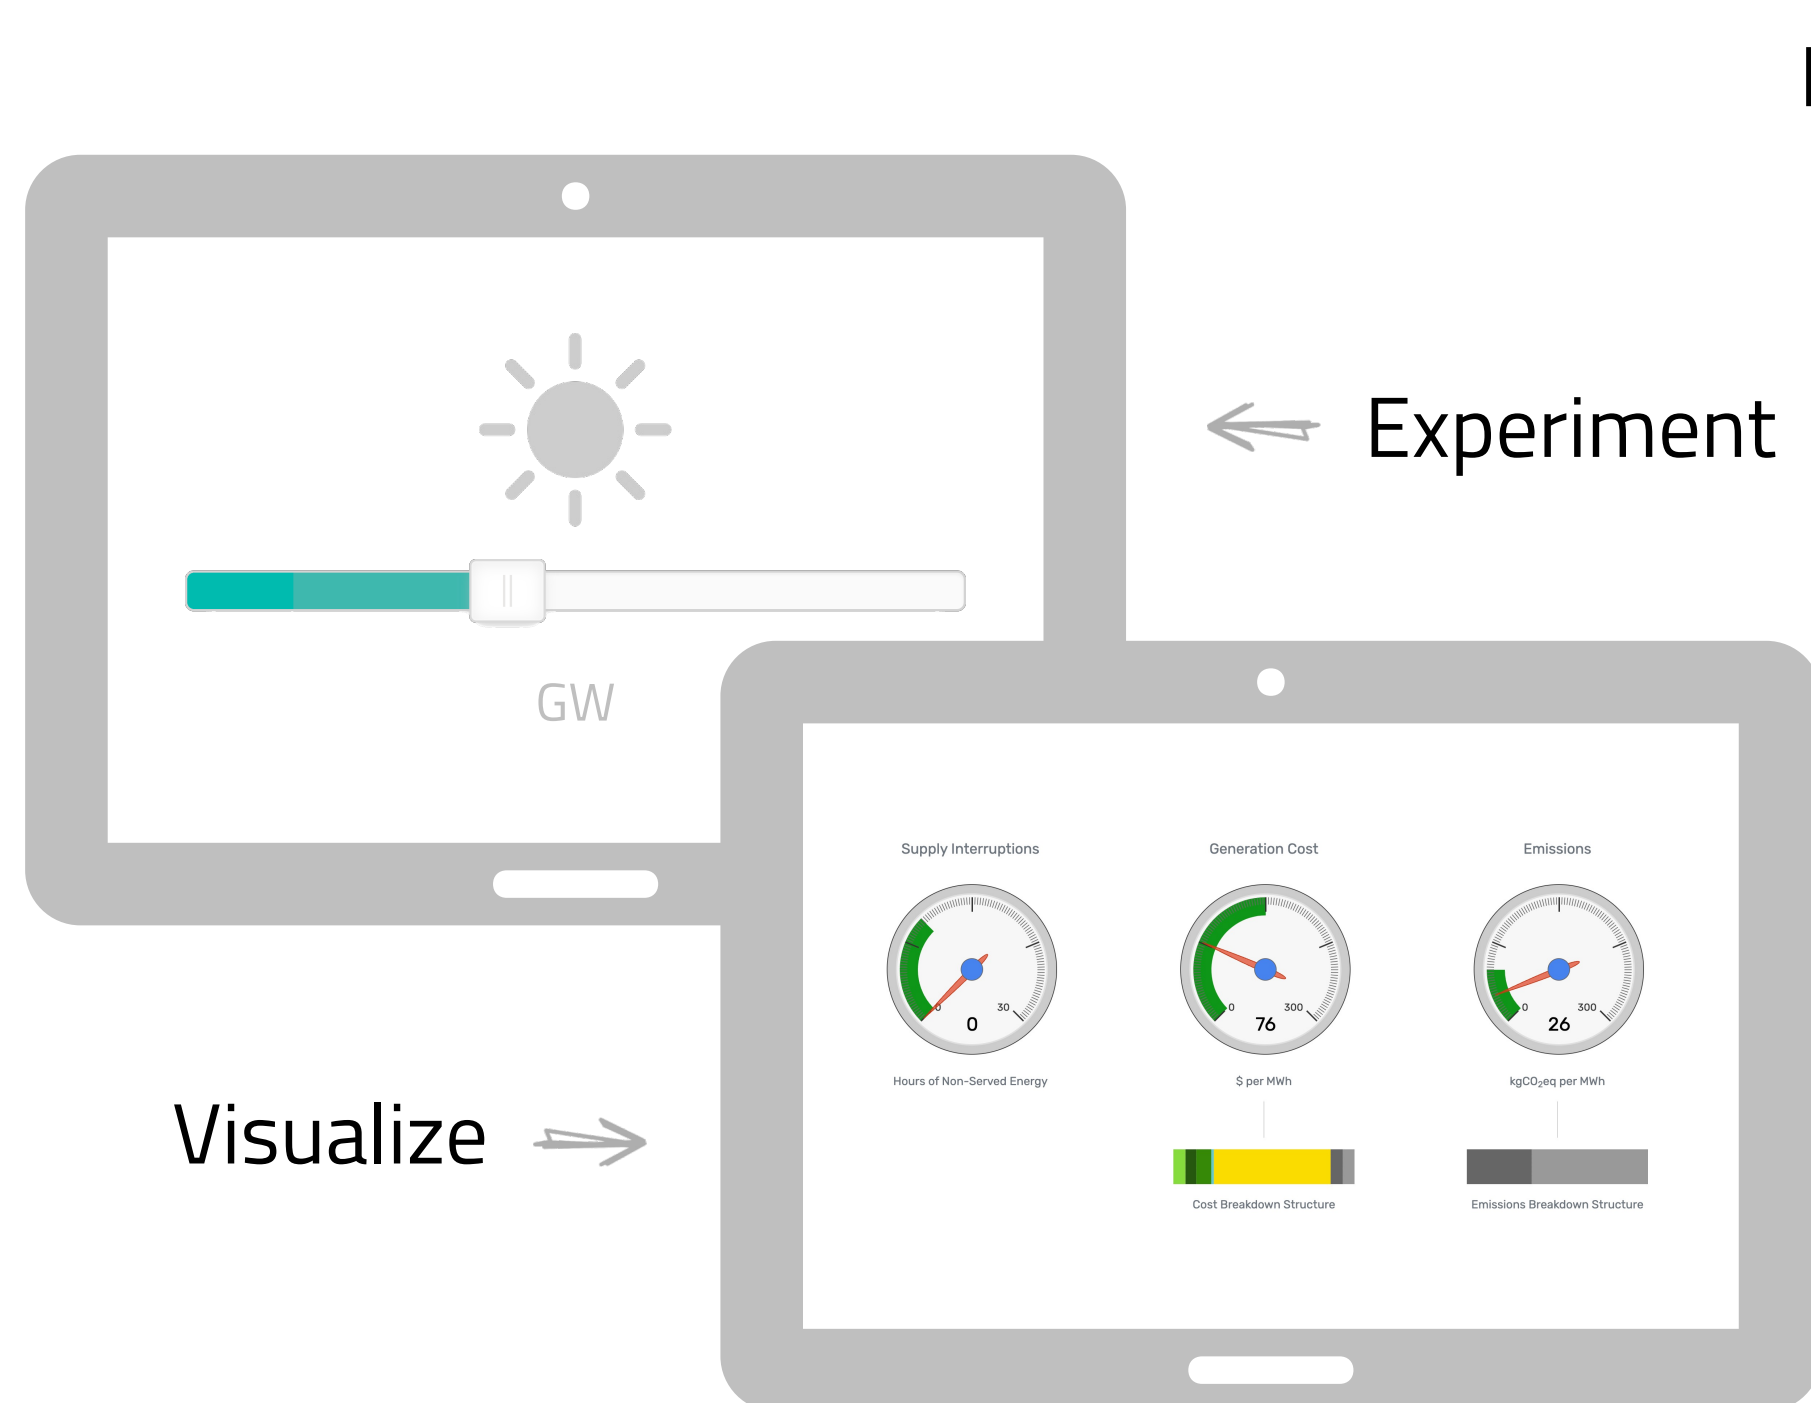 Experiment
GW
Supply Interruptions
Generation Cost
Emissions
0
30
0
0
300
76
0
300
26
Hours of Non-Served Energy
$ per MWh
kgCO₂eq per MWh
Visualize
Cost Breakdown Structure
Emissions Breakdown Structure